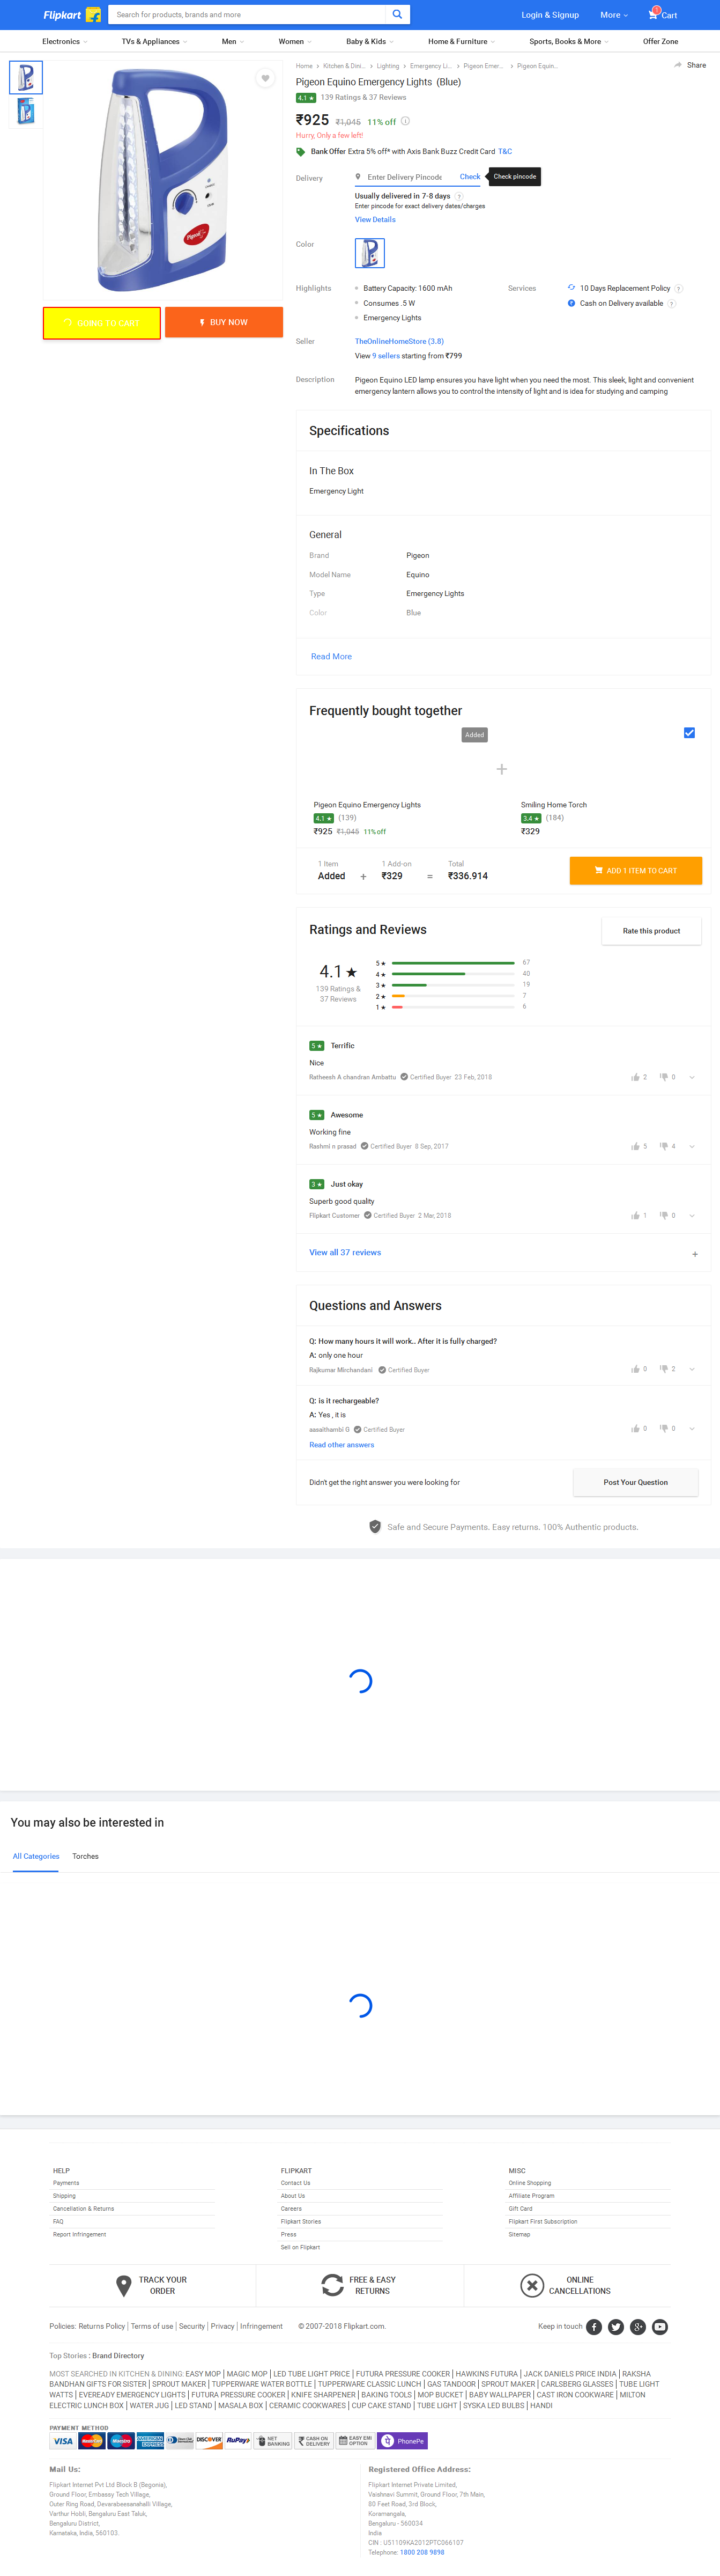 Flipkart
Search for products, brands and more
Login & Signup
More
1
Cart
Electronics
TVs & Appliances
Men
Women
Baby & Kids
Home & Furniture
Sports, Books & More
Offer Zone
Home > Kitchen & Dini... > Lighting > Emergency Li... > Pigeon Emer... > Pigeon Equin...
Share
Pigeon Equino Emergency Lights (Blue)
4.1 ★ 139 Ratings & 37 Reviews
₹925 ₹1,045 11% off
Hurry, Only a few left!
Bank Offer Extra 5% off* with Axis Bank Buzz Credit Card T&C
Delivery
Enter Delivery Pincode
Check
Check pincode
Usually delivered in 7-8 days ?
Enter pincode for exact delivery dates/charges
View Details
Color
Highlights
Battery Capacity: 1600 mAh
Consumes .5 W
Emergency Lights
Services
10 Days Replacement Policy ?
Cash on Delivery available ?
GOING TO CART
BUY NOW
Seller
TheOnlineHomeStore (3.8)
View 9 sellers starting from ₹799
Description
Pigeon Equino LED lamp ensures you have light when you need the most. This sleek, light and convenient
emergency lantern allows you to control the intensity of light and is idea for studying and camping
Specifications
In The Box
Emergency Light
General
Brand Pigeon
Model Name Equino
Type Emergency Lights
Color Blue
Read More
Frequently bought together
Added
+
Pigeon Equino Emergency Lights
4.1 ★ (139)
₹925 ₹1,045 11% off
Smiling Home Torch
3.4 ★ (184)
₹329
1 Item
Added
+
1 Add-on
₹329
=
Total
₹336.914
ADD 1 ITEM TO CART
Ratings and Reviews
Rate this product
4.1 ★
139 Ratings &
37 Reviews
5 ★ 67
4 ★ 40
3 ★ 19
2 ★ 7
1 ★ 6
5 ★ Terrific
Nice
Ratheesh A chandran Ambattu Certified Buyer 23 Feb, 2018 2 0
5 ★ Awesome
Working fine
Rashmi n prasad Certified Buyer 8 Sep, 2017 5 4
3 ★ Just okay
Superb good quality
Flipkart Customer Certified Buyer 2 Mar, 2018 1 0
View all 37 reviews +
Questions and Answers
Q: How many hours it will work.. After it is fully charged?
A: only one hour
Rajkumar Mirchandani Certified Buyer 0 2
Q: is it rechargeable?
A: Yes , it is
aasaithambi G Certified Buyer 0 0
Read other answers
Didn't get the right answer you were looking for
Post Your Question
Safe and Secure Payments. Easy returns. 100% Authentic products.
You may also be interested in
All Categories
Torches
HELP
Payments
Shipping
Cancellation & Returns
FAQ
Report Infringement
FLIPKART
Contact Us
About Us
Careers
Flipkart Stories
Press
Sell on Flipkart
MISC
Online Shopping
Affiliate Program
Gift Card
Flipkart First Subscription
Sitemap
TRACK YOUR
ORDER
FREE & EASY
RETURNS
ONLINE
CANCELLATIONS
Policies: Returns Policy | Terms of use | Security | Privacy | Infringement
© 2007-2018 Flipkart.com.
Keep in touch
Top Stories : Brand Directory
MOST SEARCHED IN KITCHEN & DINING: EASY MOP | MAGIC MOP | LED TUBE LIGHT PRICE | FUTURA PRESSURE COOKER | HAWKINS FUTURA | JACK DANIELS PRICE INDIA | RAKSHA
BANDHAN GIFTS FOR SISTER | SPROUT MAKER | TUPPERWARE WATER BOTTLE | TUPPERWARE CLASSIC LUNCH | GAS TANDOOR | SPROUT MAKER | CARLSBERG GLASSES | TUBE LIGHT
WATTS | EVEREADY EMERGENCY LIGHTS | FUTURA PRESSURE COOKER | KNIFE SHARPENER | BAKING TOOLS | MOP BUCKET | BABY WALLPAPER | CAST IRON COOKWARE | MILTON
ELECTRIC LUNCH BOX | WATER JUG | LED STAND | MASALA BOX | CERAMIC COOKWARES | CUP CAKE STAND | TUBE LIGHT | SYSKA LED BULBS | HANDI
PAYMENT METHOD
VISA MasterCard Maestro AMERICAN EXPRESS DISCOVER RuPay NET BANKING CASH ON DELIVERY EASY EMI OPTION PhonePe
Mail Us:
Flipkart Internet Pvt Ltd Block B (Begonia),
Ground Floor, Embassy Tech Village,
Outer Ring Road, Devarabeesanahalli Village,
Varthur Hobli, Bengaluru East Taluk,
Bengaluru District,
Karnataka, India, 560103.
Registered Office Address:
Flipkart Internet Private Limited,
Vaishnavi Summit, Ground Floor, 7th Main,
80 Feet Road, 3rd Block,
Koramangala,
Bengaluru - 560034
India
CIN : U51109KA2012PTC066107
Telephone: 1800 208 9898